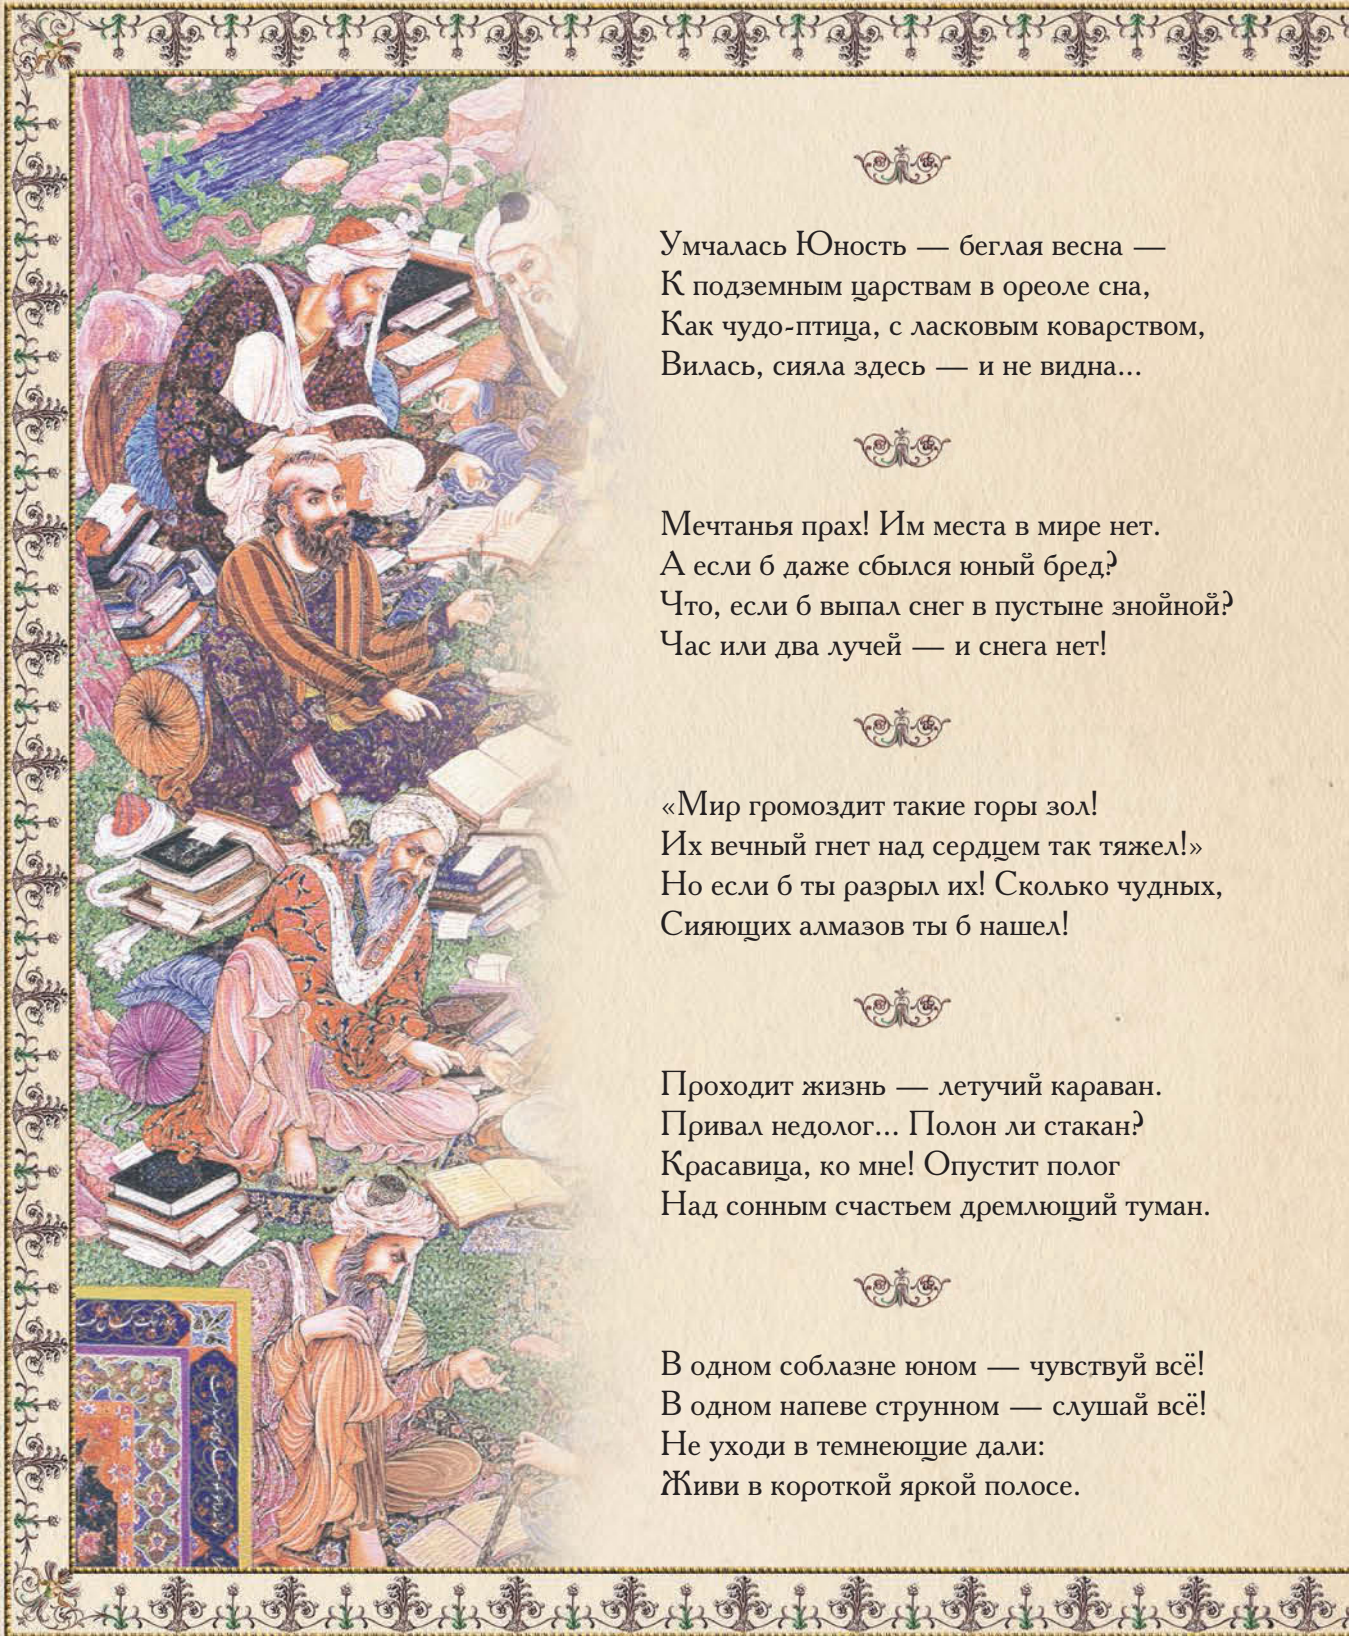 Умчалась Юность — беглая весна —
К подземным царствам в ореоле сна,
Как чудо-птица, с ласковым коварством,
Вилась, сияла здесь — и не видна...
Мечтанья прах! Им места в мире нет.
А если б даже сбылся юный бред?
Что, если б выпал снег в пустыне знойной?
Час или два лучей — и снега нет!
«Мир громоздит такие горы зол!
Их вечный гнет над сердцем так тяжел!»
Но если б ты разрыл их! Сколько чудных,
Сияющих алмазов ты б нашел!
Проходит жизнь — летучий караван.
Привал недолог... Полон ли стакан?
Красавица, ко мне! Опустит полог
Над сонным счастьем дремлющий туман.
В одном соблазне юном — чувствуй всё!
В одном напеве струнном — слушай всё!
Не уходи в темнеющие дали:
Живи в короткой яркой полосе.